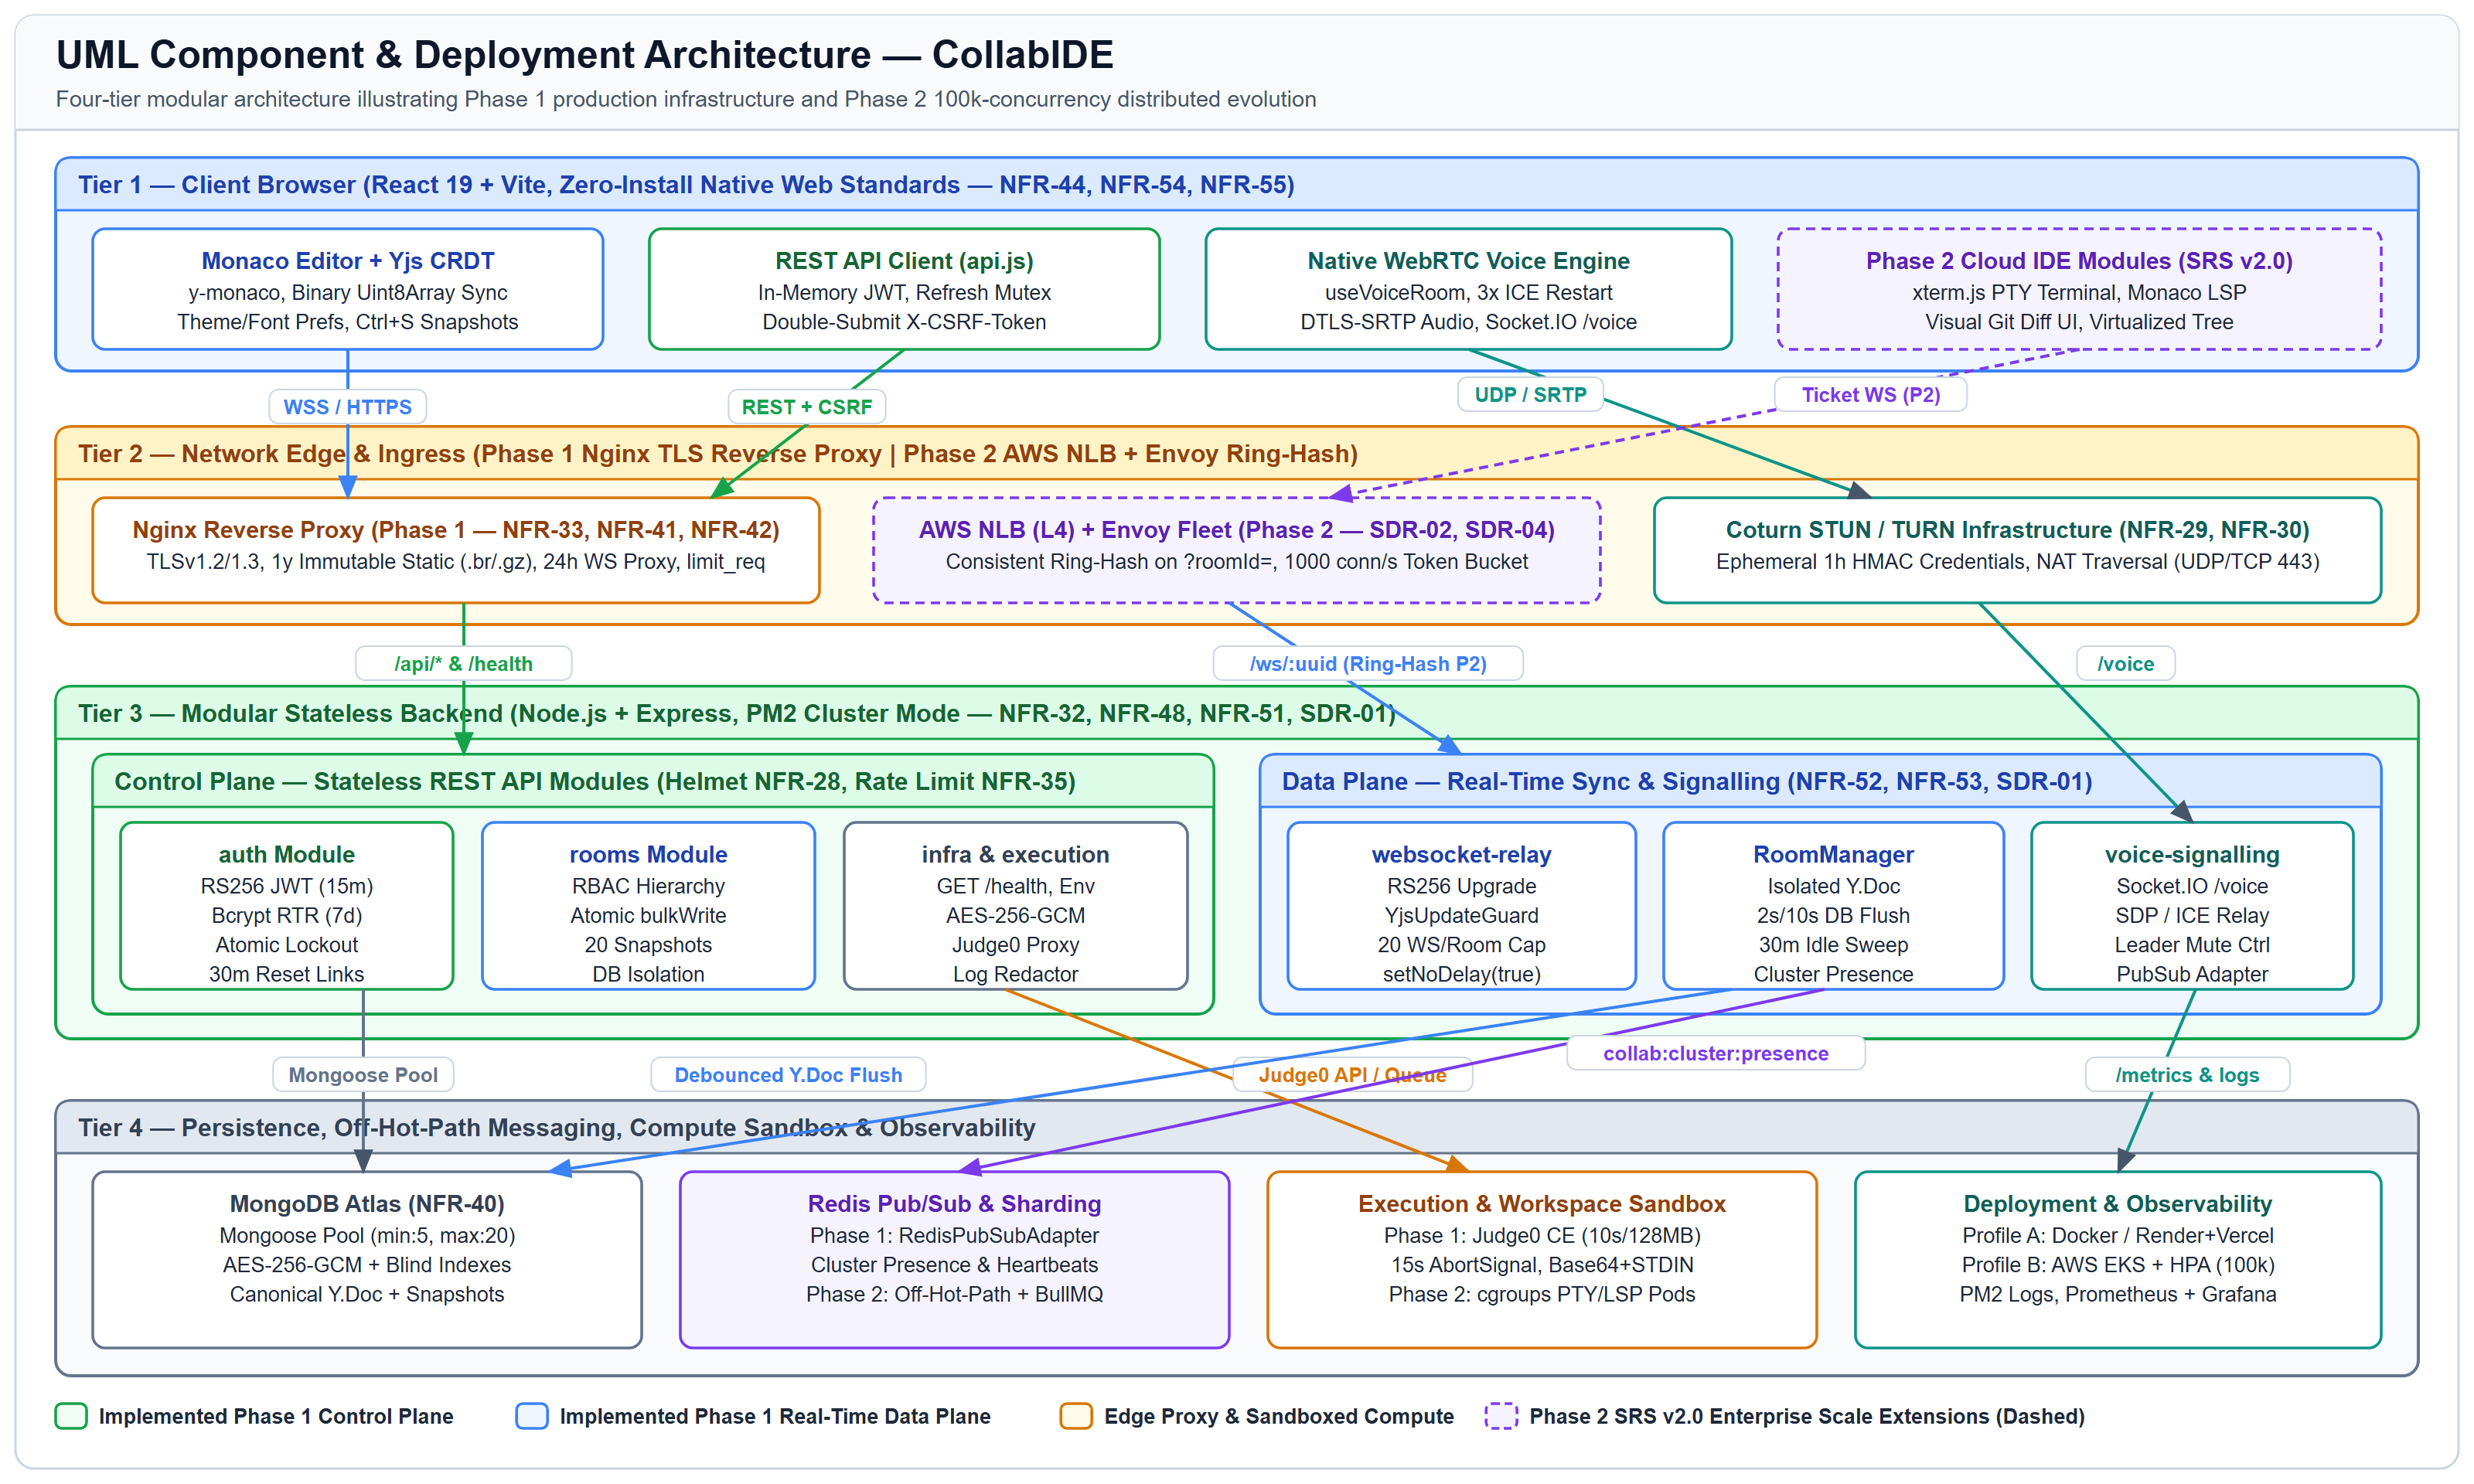 UML Component & Deployment Architecture — CollabIDE
Four-tier modular architecture illustrating Phase 1 production infrastructure and Phase 2 100k-concurrency distributed evolution
Tier 1 — Client Browser (React 19 + Vite, Zero-Install Native Web Standards — NFR-44, NFR-54, NFR-55)
Monaco Editor + Yjs CRDT
y-monaco, Binary Uint8Array Sync
Theme/Font Prefs, Ctrl+S Snapshots
REST API Client (api.js)
In-Memory JWT, Refresh Mutex
Double-Submit X-CSRF-Token
Native WebRTC Voice Engine
useVoiceRoom, 3x ICE Restart
DTLS-SRTP Audio, Socket.IO /voice
Phase 2 Cloud IDE Modules (SRS v2.0)
xterm.js PTY Terminal, Monaco LSP
Visual Git Diff UI, Virtualized Tree
WSS / HTTPS
REST + CSRF
UDP / SRTP
Ticket WS (P2)
Tier 2 — Network Edge & Ingress (Phase 1 Nginx TLS Reverse Proxy | Phase 2 AWS NLB + Envoy Ring-Hash)
Nginx Reverse Proxy (Phase 1 — NFR-33, NFR-41, NFR-42)
TLSv1.2/1.3, 1y Immutable Static (.br/.gz), 24h WS Proxy, limit_req
AWS NLB (L4) + Envoy Fleet (Phase 2 — SDR-02, SDR-04)
Consistent Ring-Hash on ?roomId=, 1000 conn/s Token Bucket
Coturn STUN / TURN Infrastructure (NFR-29, NFR-30)
Ephemeral 1h HMAC Credentials, NAT Traversal (UDP/TCP 443)
/api/* & /health
/ws/:uuid (Ring-Hash P2)
/voice
Tier 3 — Modular Stateless Backend (Node.js + Express, PM2 Cluster Mode — NFR-32, NFR-48, NFR-51, SDR-01)
Control Plane — Stateless REST API Modules (Helmet NFR-28, Rate Limit NFR-35)
auth Module
RS256 JWT (15m)
Bcrypt RTR (7d)
Atomic Lockout
30m Reset Links
rooms Module
RBAC Hierarchy
Atomic bulkWrite
20 Snapshots
DB Isolation
infra & execution
GET /health, Env
AES-256-GCM
Judge0 Proxy
Log Redactor
Data Plane — Real-Time Sync & Signalling (NFR-52, NFR-53, SDR-01)
websocket-relay
RS256 Upgrade
YjsUpdateGuard
20 WS/Room Cap
setNoDelay(true)
RoomManager
Isolated Y.Doc
2s/10s DB Flush
30m Idle Sweep
Cluster Presence
voice-signalling
Socket.IO /voice
SDP / ICE Relay
Leader Mute Ctrl
PubSub Adapter
Mongoose Pool
Debounced Y.Doc Flush
Judge0 API / Queue
collab:cluster:presence
/metrics & logs
Tier 4 — Persistence, Off-Hot-Path Messaging, Compute Sandbox & Observability
MongoDB Atlas (NFR-40)
Mongoose Pool (min:5, max:20)
AES-256-GCM + Blind Indexes
Canonical Y.Doc + Snapshots
Redis Pub/Sub & Sharding
Phase 1: RedisPubSubAdapter
Cluster Presence & Heartbeats
Phase 2: Off-Hot-Path + BullMQ
Execution & Workspace Sandbox
Phase 1: Judge0 CE (10s/128MB)
15s AbortSignal, Base64+STDIN
Phase 2: cgroups PTY/LSP Pods
Deployment & Observability
Profile A: Docker / Render+Vercel
Profile B: AWS EKS + HPA (100k)
PM2 Logs, Prometheus + Grafana
Implemented Phase 1 Control Plane
Implemented Phase 1 Real-Time Data Plane
Edge Proxy & Sandboxed Compute
Phase 2 SRS v2.0 Enterprise Scale Extensions (Dashed)